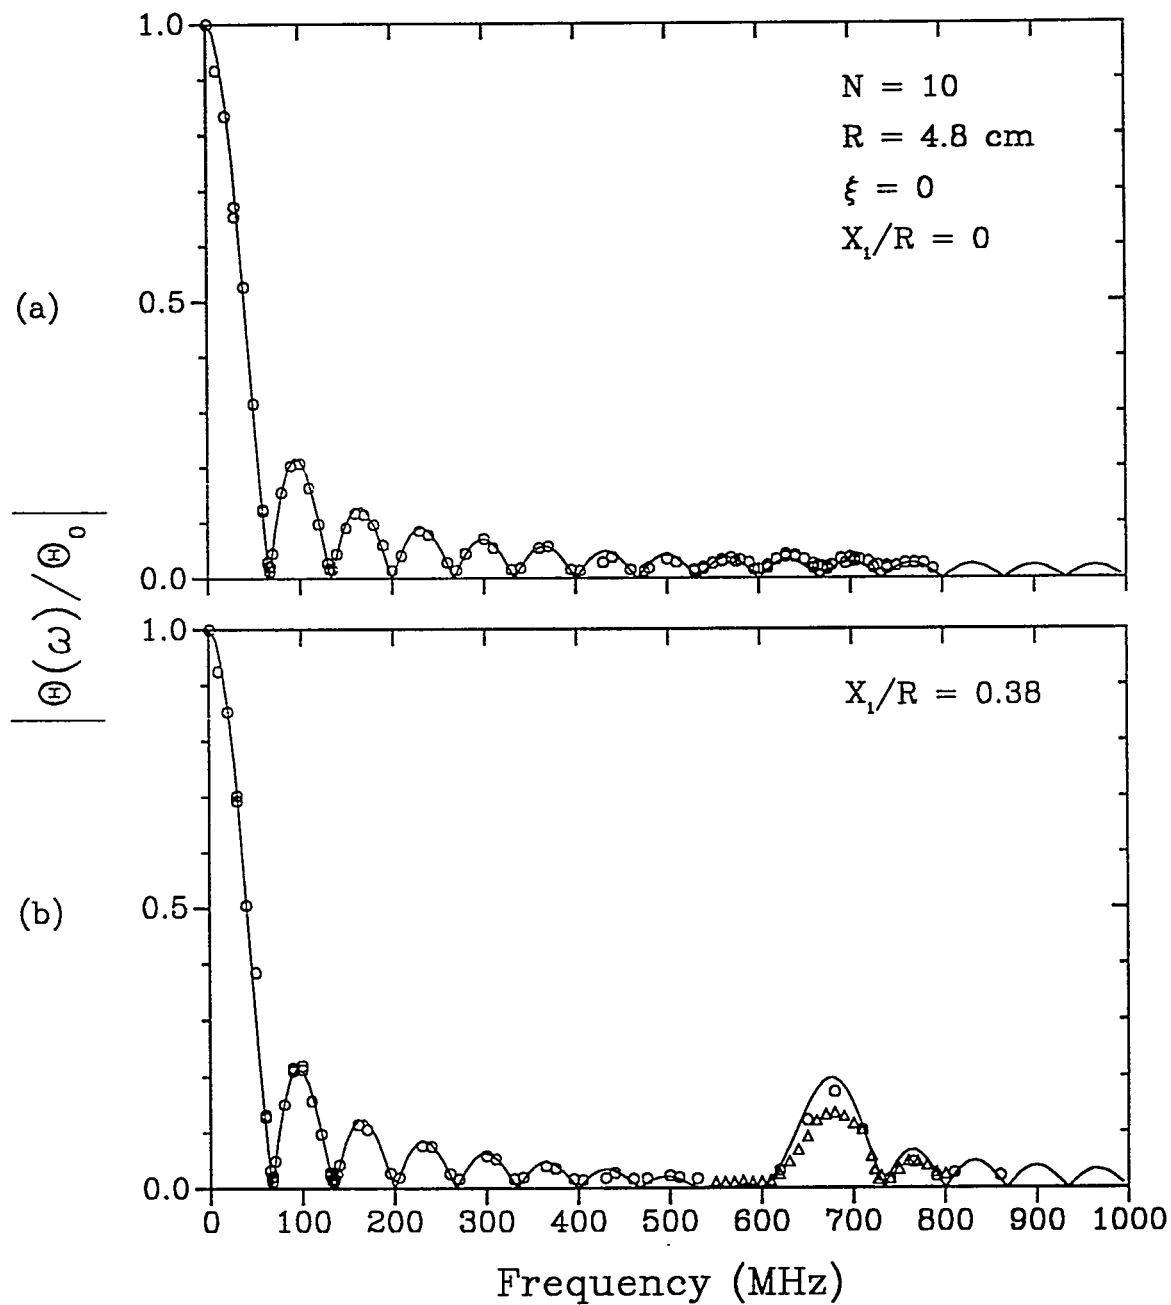 1.0
N = 10
R = 4.8 cm
ξ = 0
X₁/R = 0
(a)
0.5
0.0
|Θ(ω)/Θ₀|
1.0
X₁/R = 0.38
(b)
0.5
0.0
0 100 200 300 400 500 600 700 800 900 1000
Frequency (MHz)